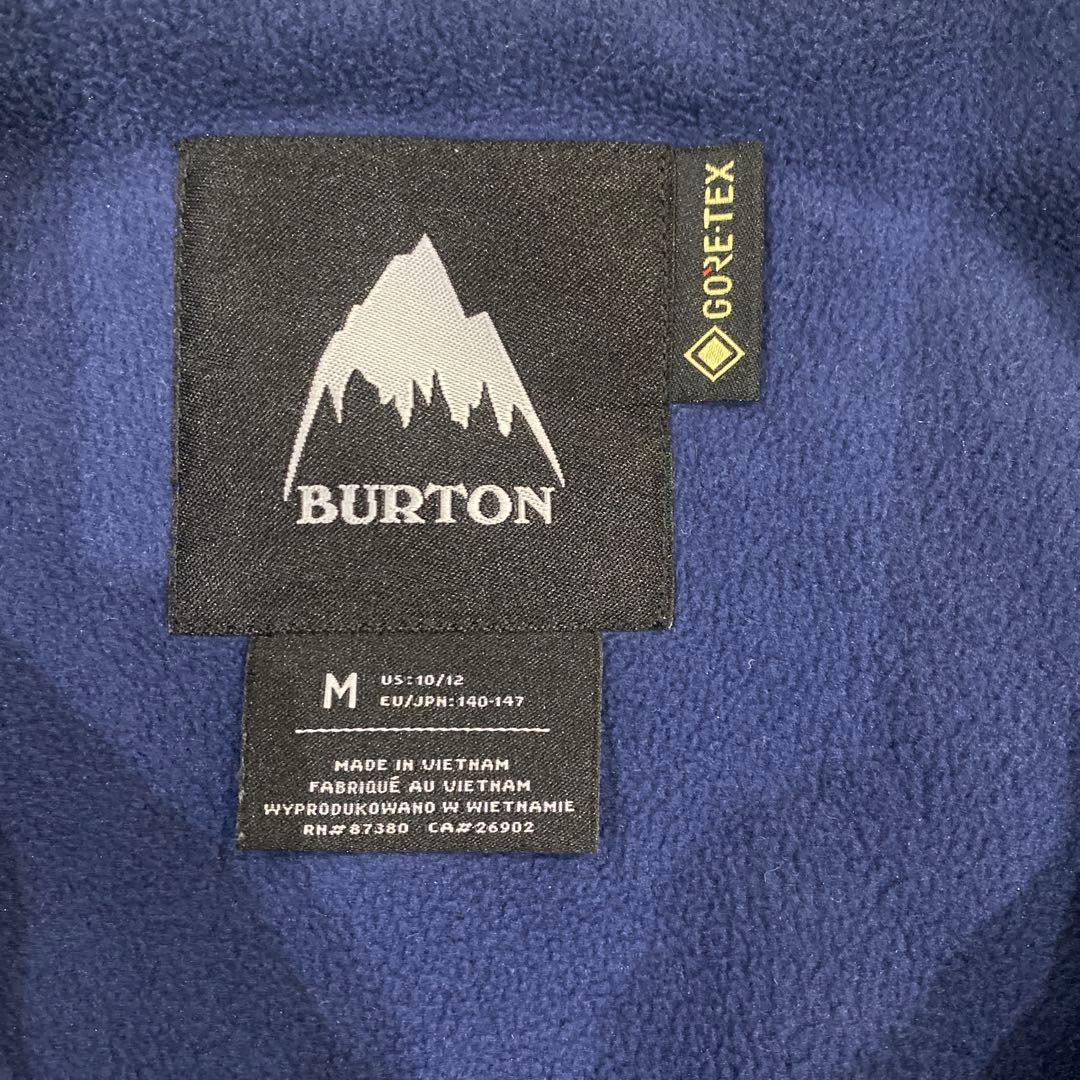 BURTON
GORE-TEX
M
US:10/12
EU/JPN:140-147
MADE IN VIETNAM
FABRIQUÉ AU VIETNAM
WYPRODUKOWANO W WIETNAMIE
RN#87380 CA#26902